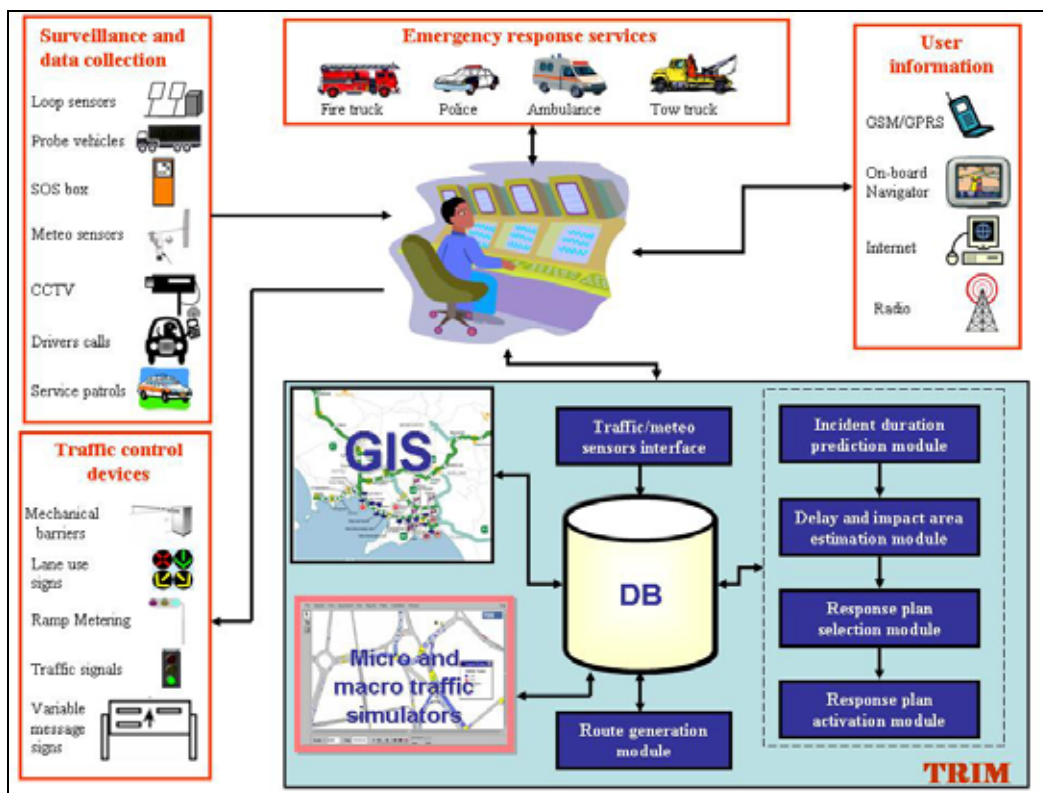 Surveillance and
data collection
Loop sensors
Probe vehicles
SOS box
Meteo sensors
CCTV
Drivers calls
Service patrols
Emergency response services
Fire truck
Police
Ambulance
Tow truck
User
information
GSM/GPRS
On-board
Navigator
Internet
Radio
Traffic control
devices
Mechanical
barriers
Lane use
signs
Ramp Metering
Traffic signals
Variable
message
signs
GIS
Traffic/meteo
sensors interface
DB
Micro and
macro traffic
simulators
Route generation
module
Incident duration
prediction module
Delay and impact area
estimation module
Response plan
selection module
Response plan
activation module
TRIM